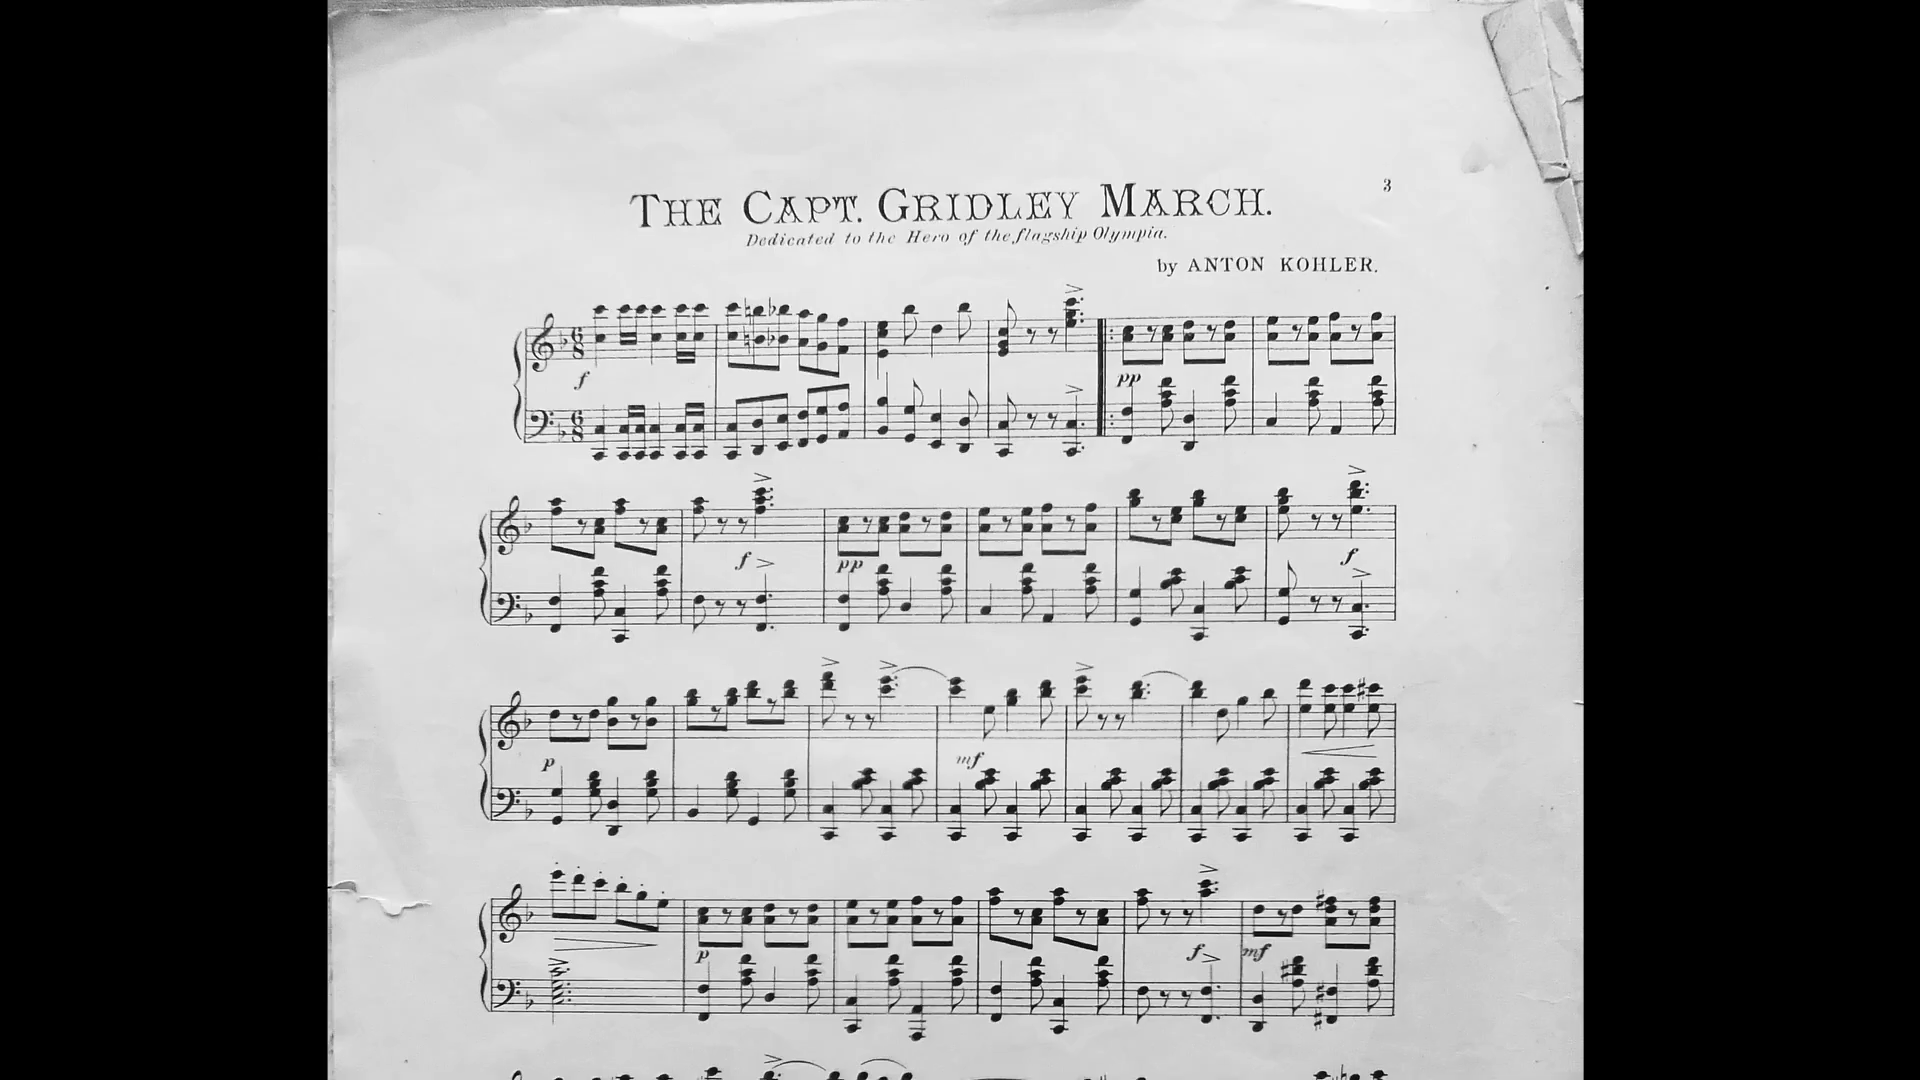 3
THE CAPT. GRIDLEY MARCH.
Dedicated to the Hero of the flagship Olympia.
by ANTON KOHLER.
f
pp
f
pp
f
p
mf
p
f
mf